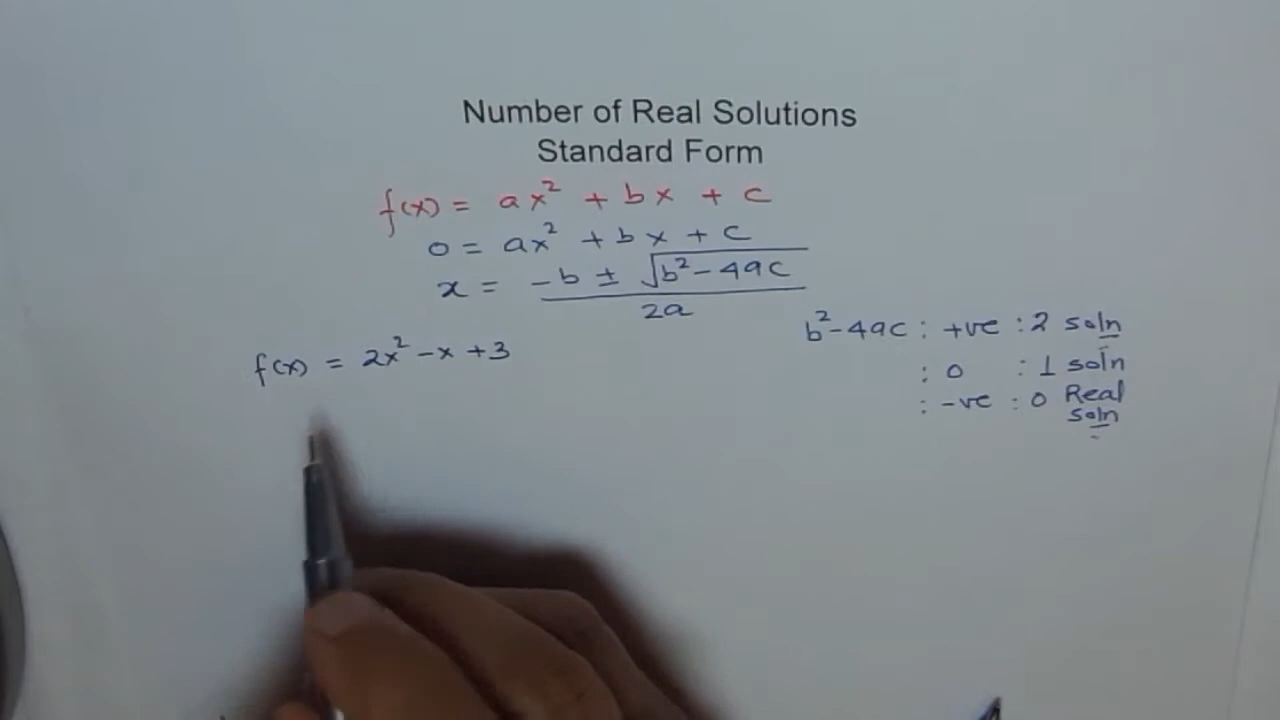 Number of Real Solutions
Standard Form
f(x) = ax² + bx + c
0 = ax² + bx + c
x = -b ± √b²-4ac
2a
f(x) = 2x² - x + 3
b²-4ac : +ve : 2 soln
: 0 : 1 soln
: -ve : 0 Real
soln